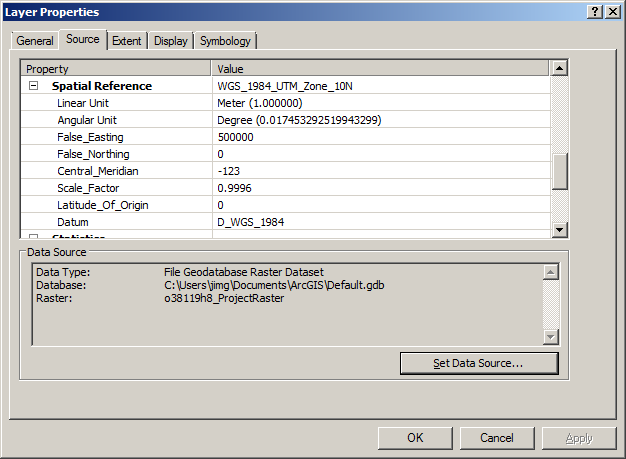 Layer Properties
General Source Extent Display Symbology
Property Value
Spatial Reference WGS_1984_UTM_Zone_10N
Linear Unit Meter (1.000000)
Angular Unit Degree (0.017453292519943299)
False_Easting 500000
False_Northing 0
Central_Meridian -123
Scale_Factor 0.9996
Latitude_Of_Origin 0
Datum D_WGS_1984
Statistics
Data Source
Data Type: File Geodatabase Raster Dataset
Database: C:\Users\jimg\Documents\ArcGIS\Default.gdb
Raster: o38119h8_ProjectRaster
Set Data Source...
OK Cancel Apply